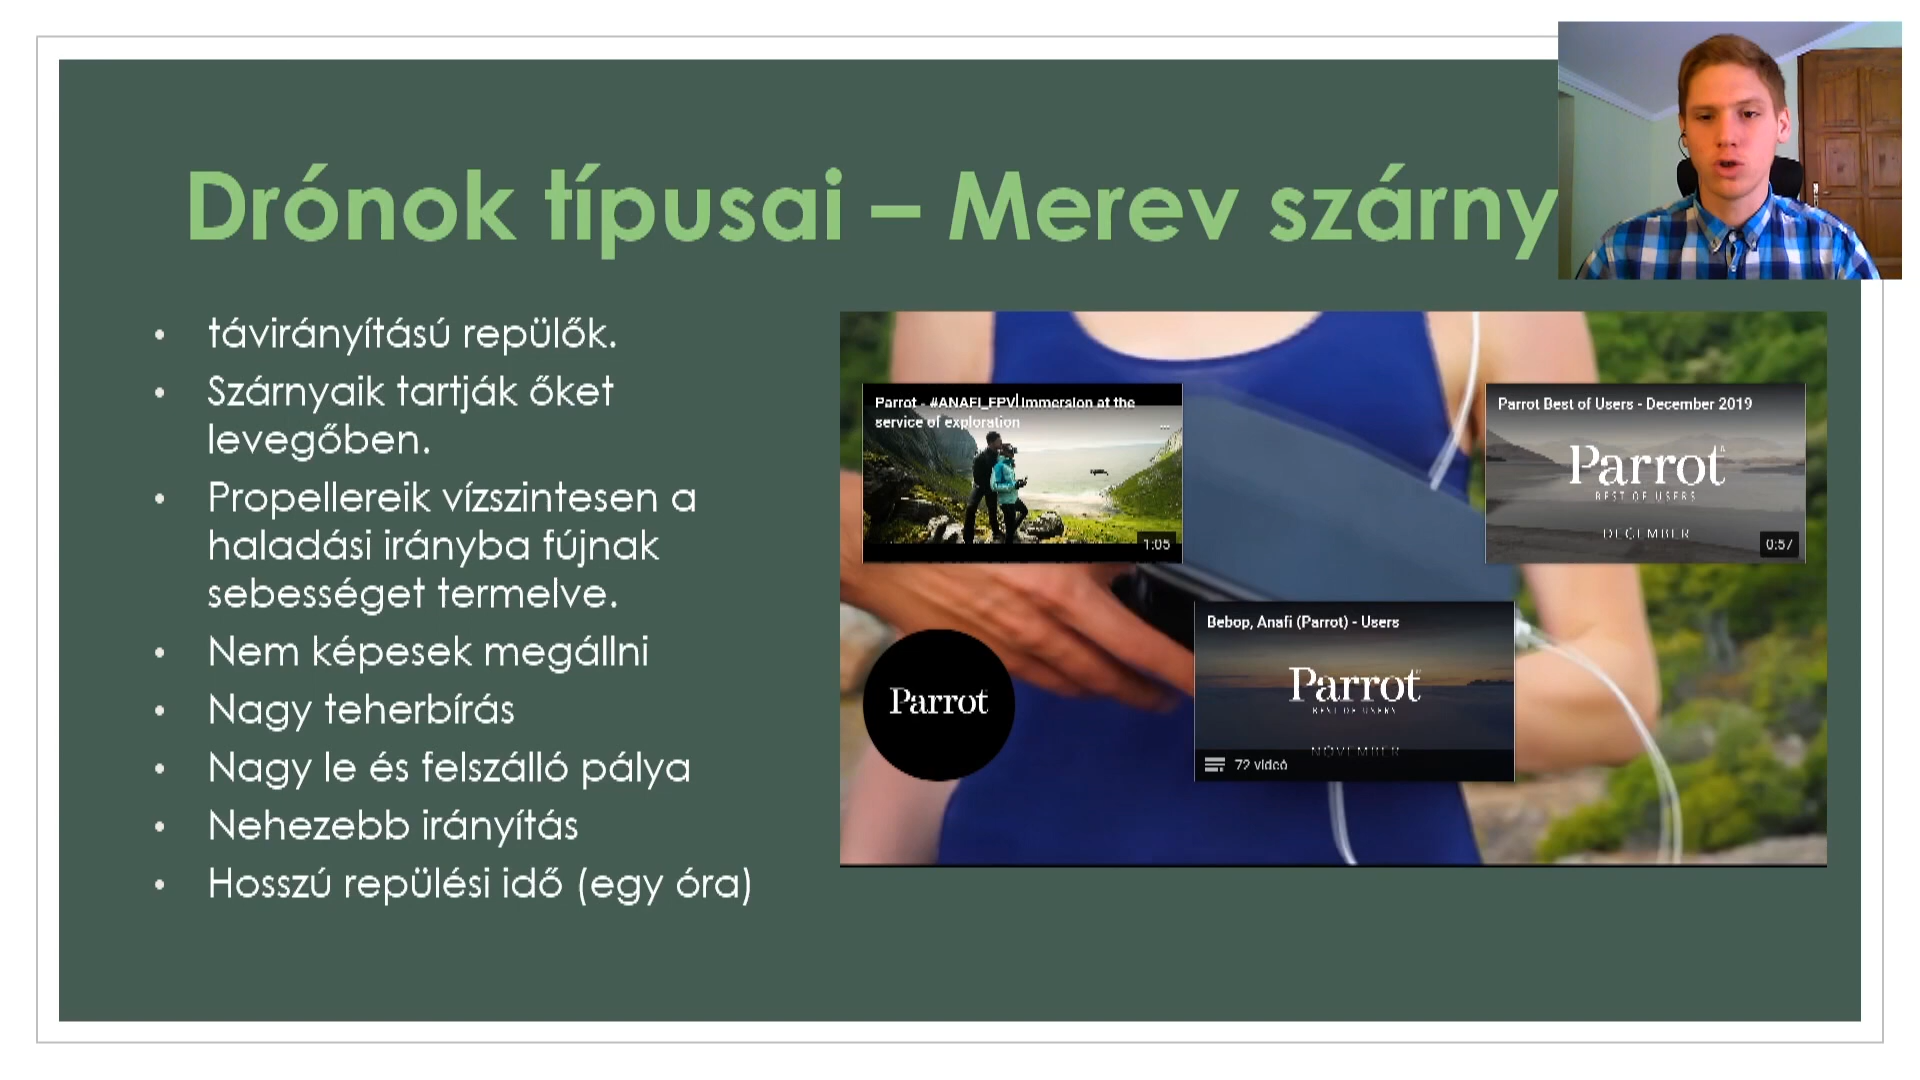 Drónok típusai – Merev szárny
• távirányítású repülők.
• Szárnyaik tartják őket
levegőben.
• Propellereik vízszintesen a
haladási irányba fújnak
sebességet termelve.
• Nem képesek megállni
• Nagy teherbírás
• Nagy le és felszálló pálya
• Nehezebb irányítás
• Hosszú repülési idő (egy óra)
Parrot - #ANAFI_FPV| Immersion at the
service of exploration
...
1:05
Parrot Best of Users - December 2019
Parrot
BEST OF USERS
DECEMBER
0:57
Bebop, Anafi (Parrot) - Users
Parrot
BEST OF USERS
NOVEMBER
72 videó
Parrot